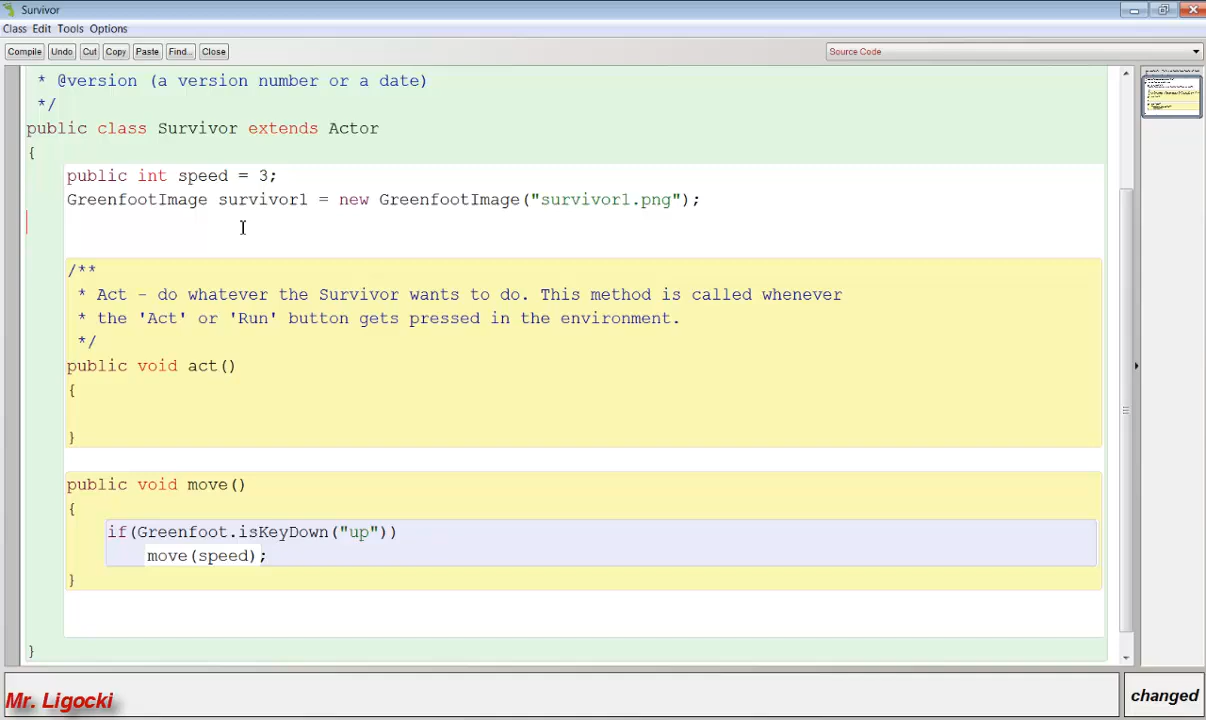 Survivor
Class Edit Tools Options
Compile Undo Cut Copy Paste Find... Close Source Code
* @version (a version number or a date)
*/
public class Survivor extends Actor
{
public int speed = 3;
GreenfootImage survivor1 = new GreenfootImage("survivor1.png");
/**
* Act - do whatever the Survivor wants to do. This method is called whenever
* the 'Act' or 'Run' button gets pressed in the environment.
*/
public void act()
{
}
public void move()
{
if(Greenfoot.isKeyDown("up"))
move(speed);
}
}
Mr. Ligocki
changed